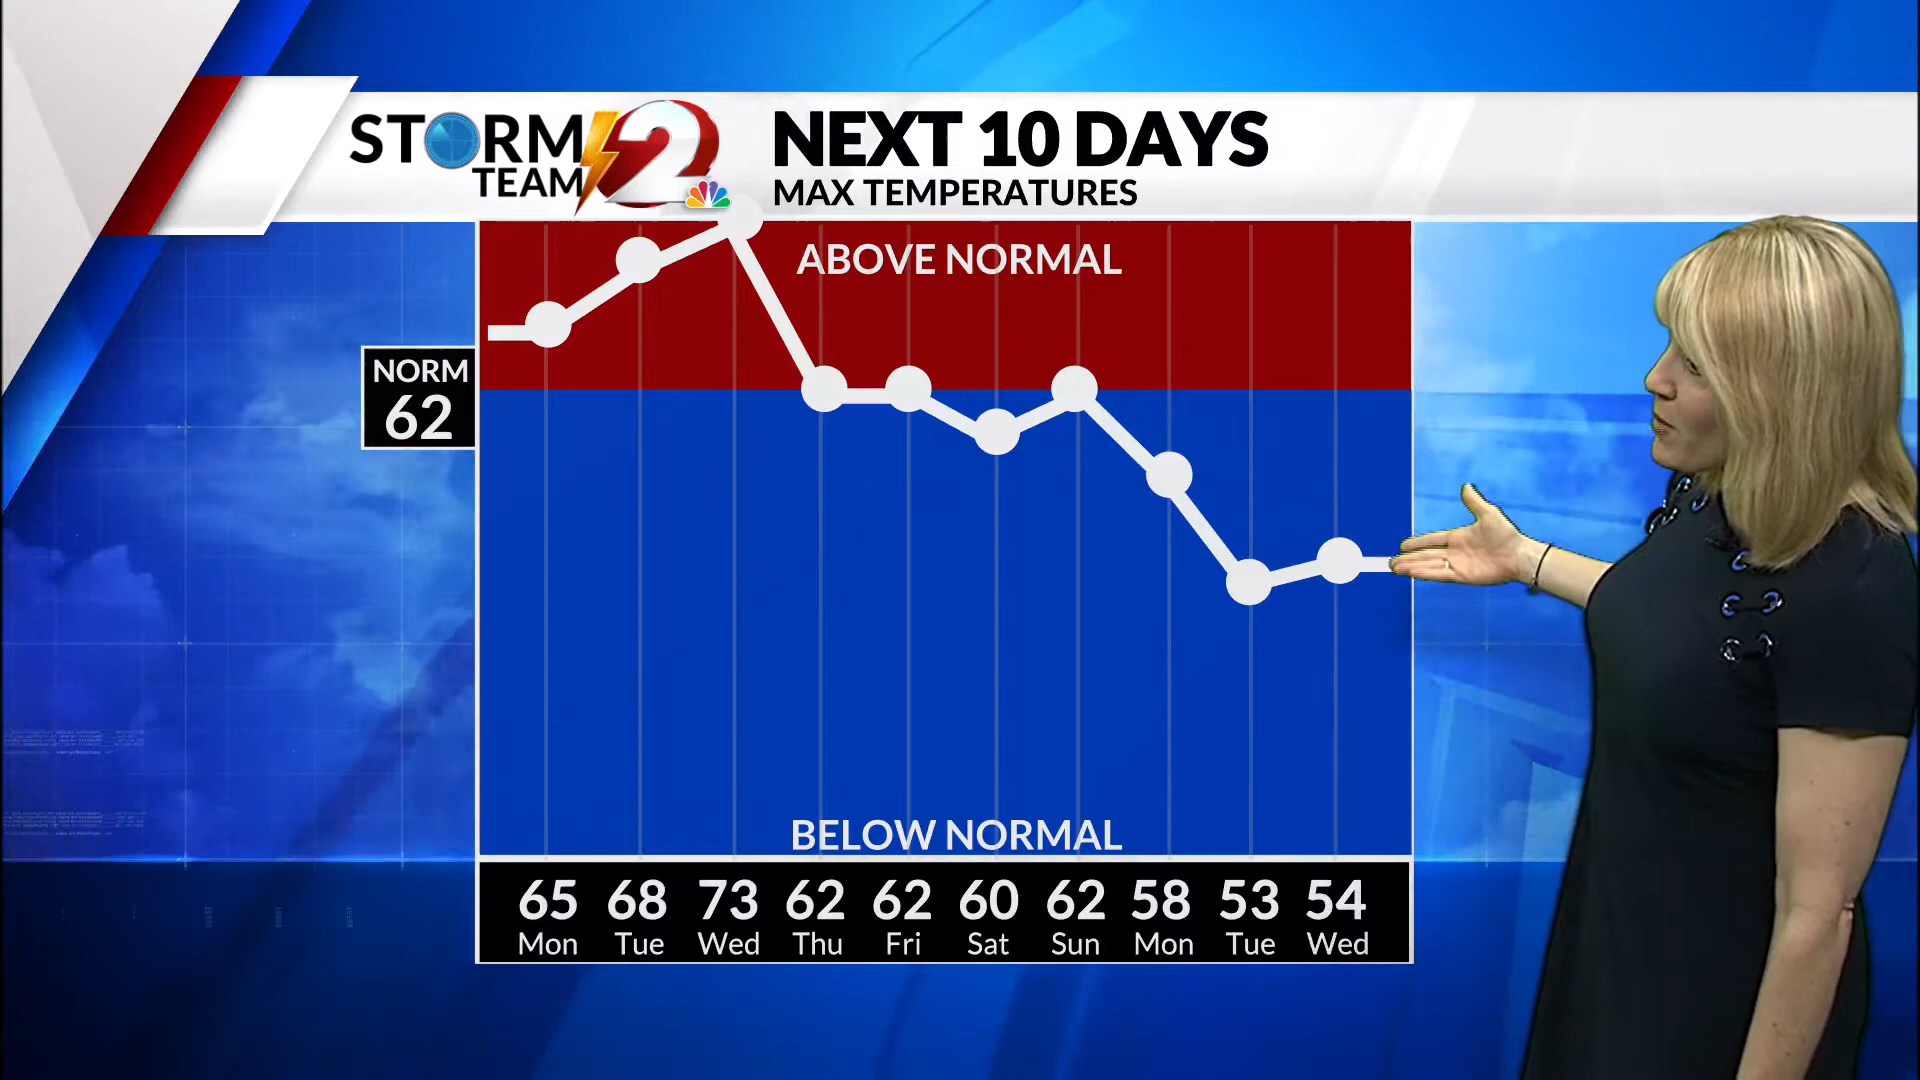 STORM
TEAM
2
NEXT 10 DAYS
MAX TEMPERATURES
ABOVE NORMAL
NORM
62
BELOW NORMAL
65 68 73 62 62 60 62 58 53 54
Mon Tue Wed Thu Fri Sat Sun Mon Tue Wed